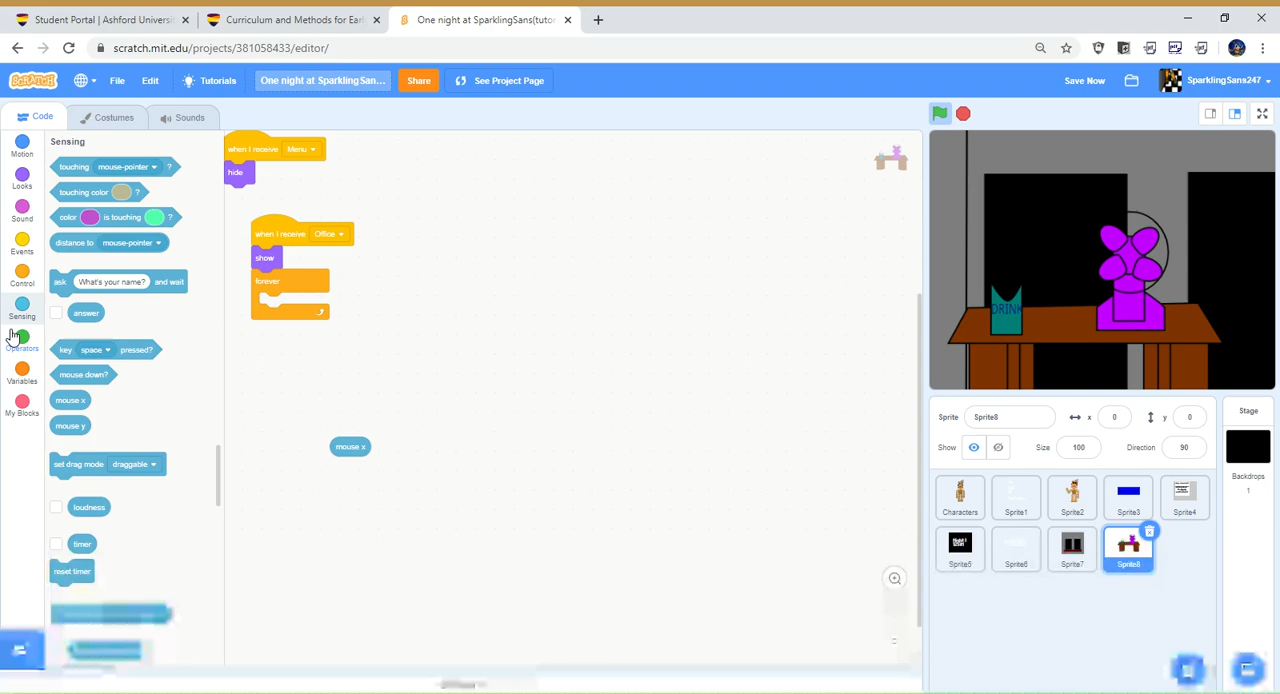 Student Portal | Ashford Universi
Curriculum and Methods for Earl
One night at SparklingSans(tutor
scratch.mit.edu/projects/381058433/editor/
SCRATCH
File
Edit
Tutorials
One night at SparklingSan...
Share
See Project Page
Save Now
SparklingSans247
Code
Costumes
Sounds
Motion
Looks
Sound
Events
Control
Sensing
Operators
Variables
My Blocks
Sensing
touching mouse-pointer ?
touching color ?
color is touching ?
distance to mouse-pointer
ask What's your name? and wait
answer
key space pressed?
mouse down?
mouse x
mouse y
set drag mode draggable
loudness
timer
reset timer
when I receive Menu
hide
when I receive Office
show
forever
mouse x
DRINK
Sprite Sprite8 x 0 y 0
Show Size 100 Direction 90
Characters Sprite1 Sprite2 Sprite3 Sprite4
Sprite5 Sprite6 Sprite7 Sprite8
Stage
Backdrops
1